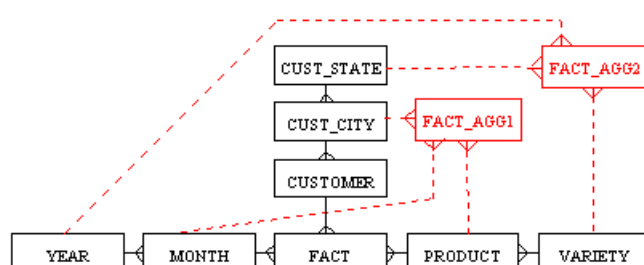 CUST_STATE
FACT_AGG2
CUST_CITY
FACT_AGG1
CUSTOMER
YEAR
MONTH
FACT
PRODUCT
VARIETY